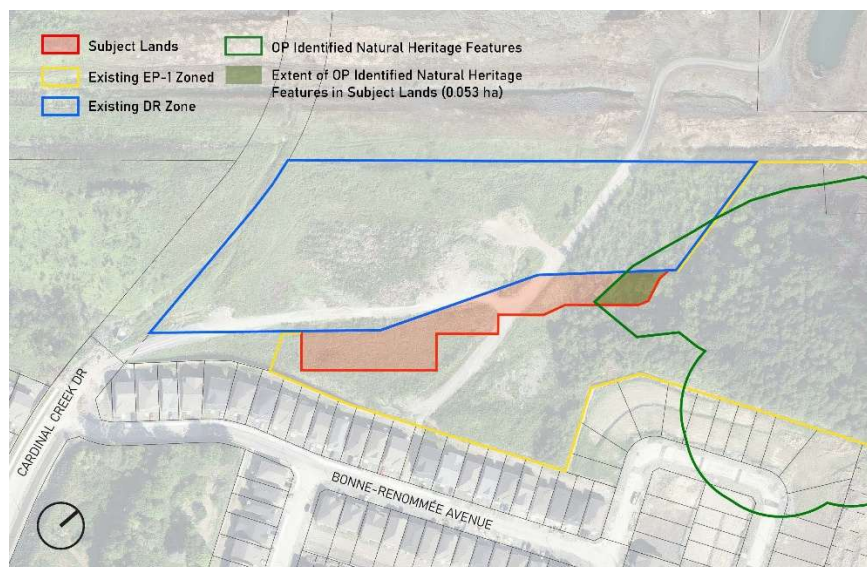 Subject Lands
Existing EP-1 Zoned
Existing DR Zone
OP Identified Natural Heritage Features
Extent of OP Identified Natural Heritage
Features in Subject Lands (0.053 ha)
CARDINAL CREEK DR
BONNE-RENOMMÉE AVENUE